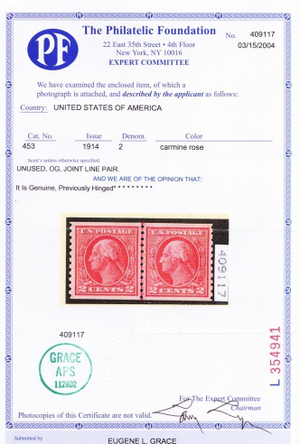 The Philatelic Foundation
22 East 35th Street • 4th Floor
New York, NY 10016
EXPERT COMMITTEE
No. 409117
03/15/2004
PF
We have examined the enclosed item, of which a
photograph is attached, and described by the applicant as follows:
Country: UNITED STATES OF AMERICA
Cat. No. Issue Denom. Color
453 1914 2 carmine rose
Scott's unless otherwise specified.
UNUSED, OG, JOINT LINE PAIR.
AND WE ARE OF THE OPINION THAT:
It Is Genuine, Previously Hinged* * * * * * * * *
U.S. POSTAGE U.S. POSTAGE
2 CENTS 2 2 CENTS 2
409117
409117
L 354941
GRACE
APS
112802
For The Expert Committee
Chairman
Photocopies of this Certificate are not valid.
Submitted by
EUGENE L. GRACE